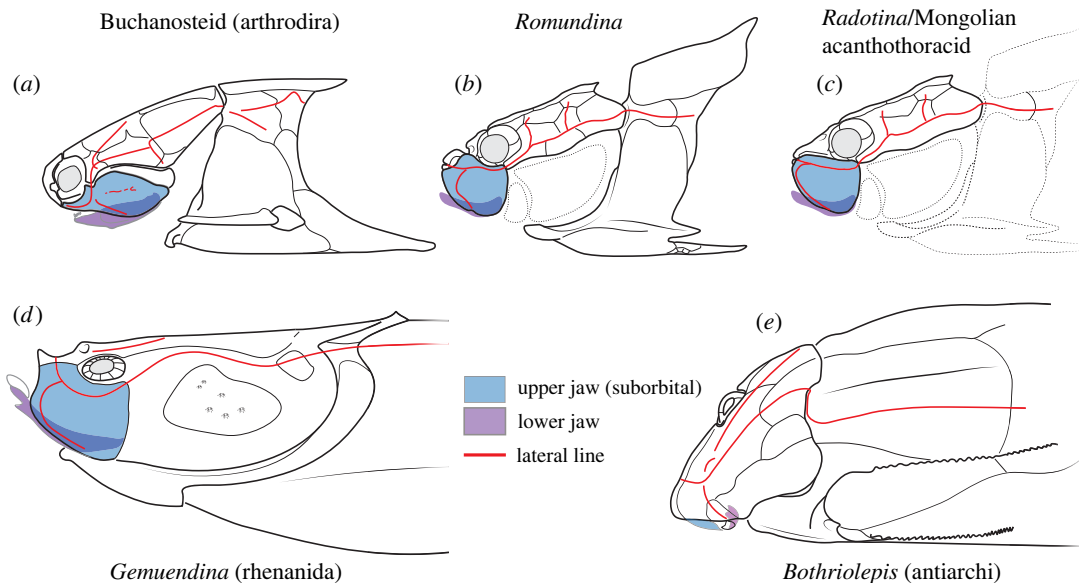 Buchanosteid (arthrodira)
Romundina
Radotina/Mongolian
acanthothoracid
(a)
(b)
(c)
(d)
(e)
upper jaw (suborbital)
lower jaw
lateral line
Gemuendina (rhenanida)
Bothriolepis (antiarchi)